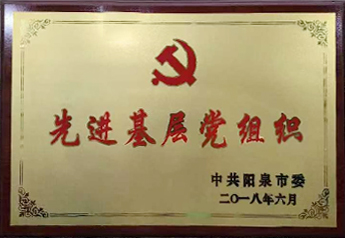 先进基层党组织
中共阳泉市委
二〇一八年六月